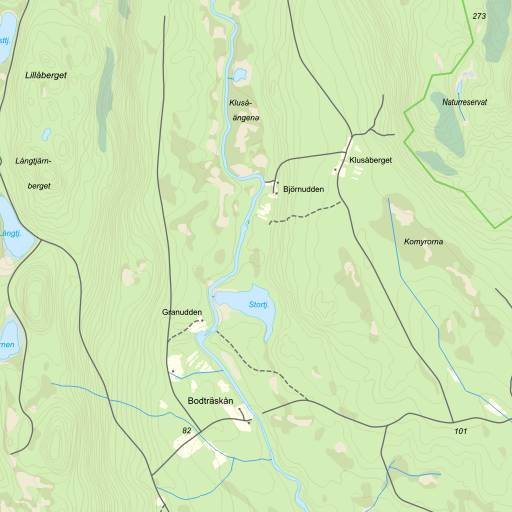 273
Lillåberget
Naturreservat
Kluså-
ängena
Långtjärn-
berget
Klusåberget
Björnudden
Långtj.
Komyrorna
Stortj.
Granudden
Bodträskån
82
101